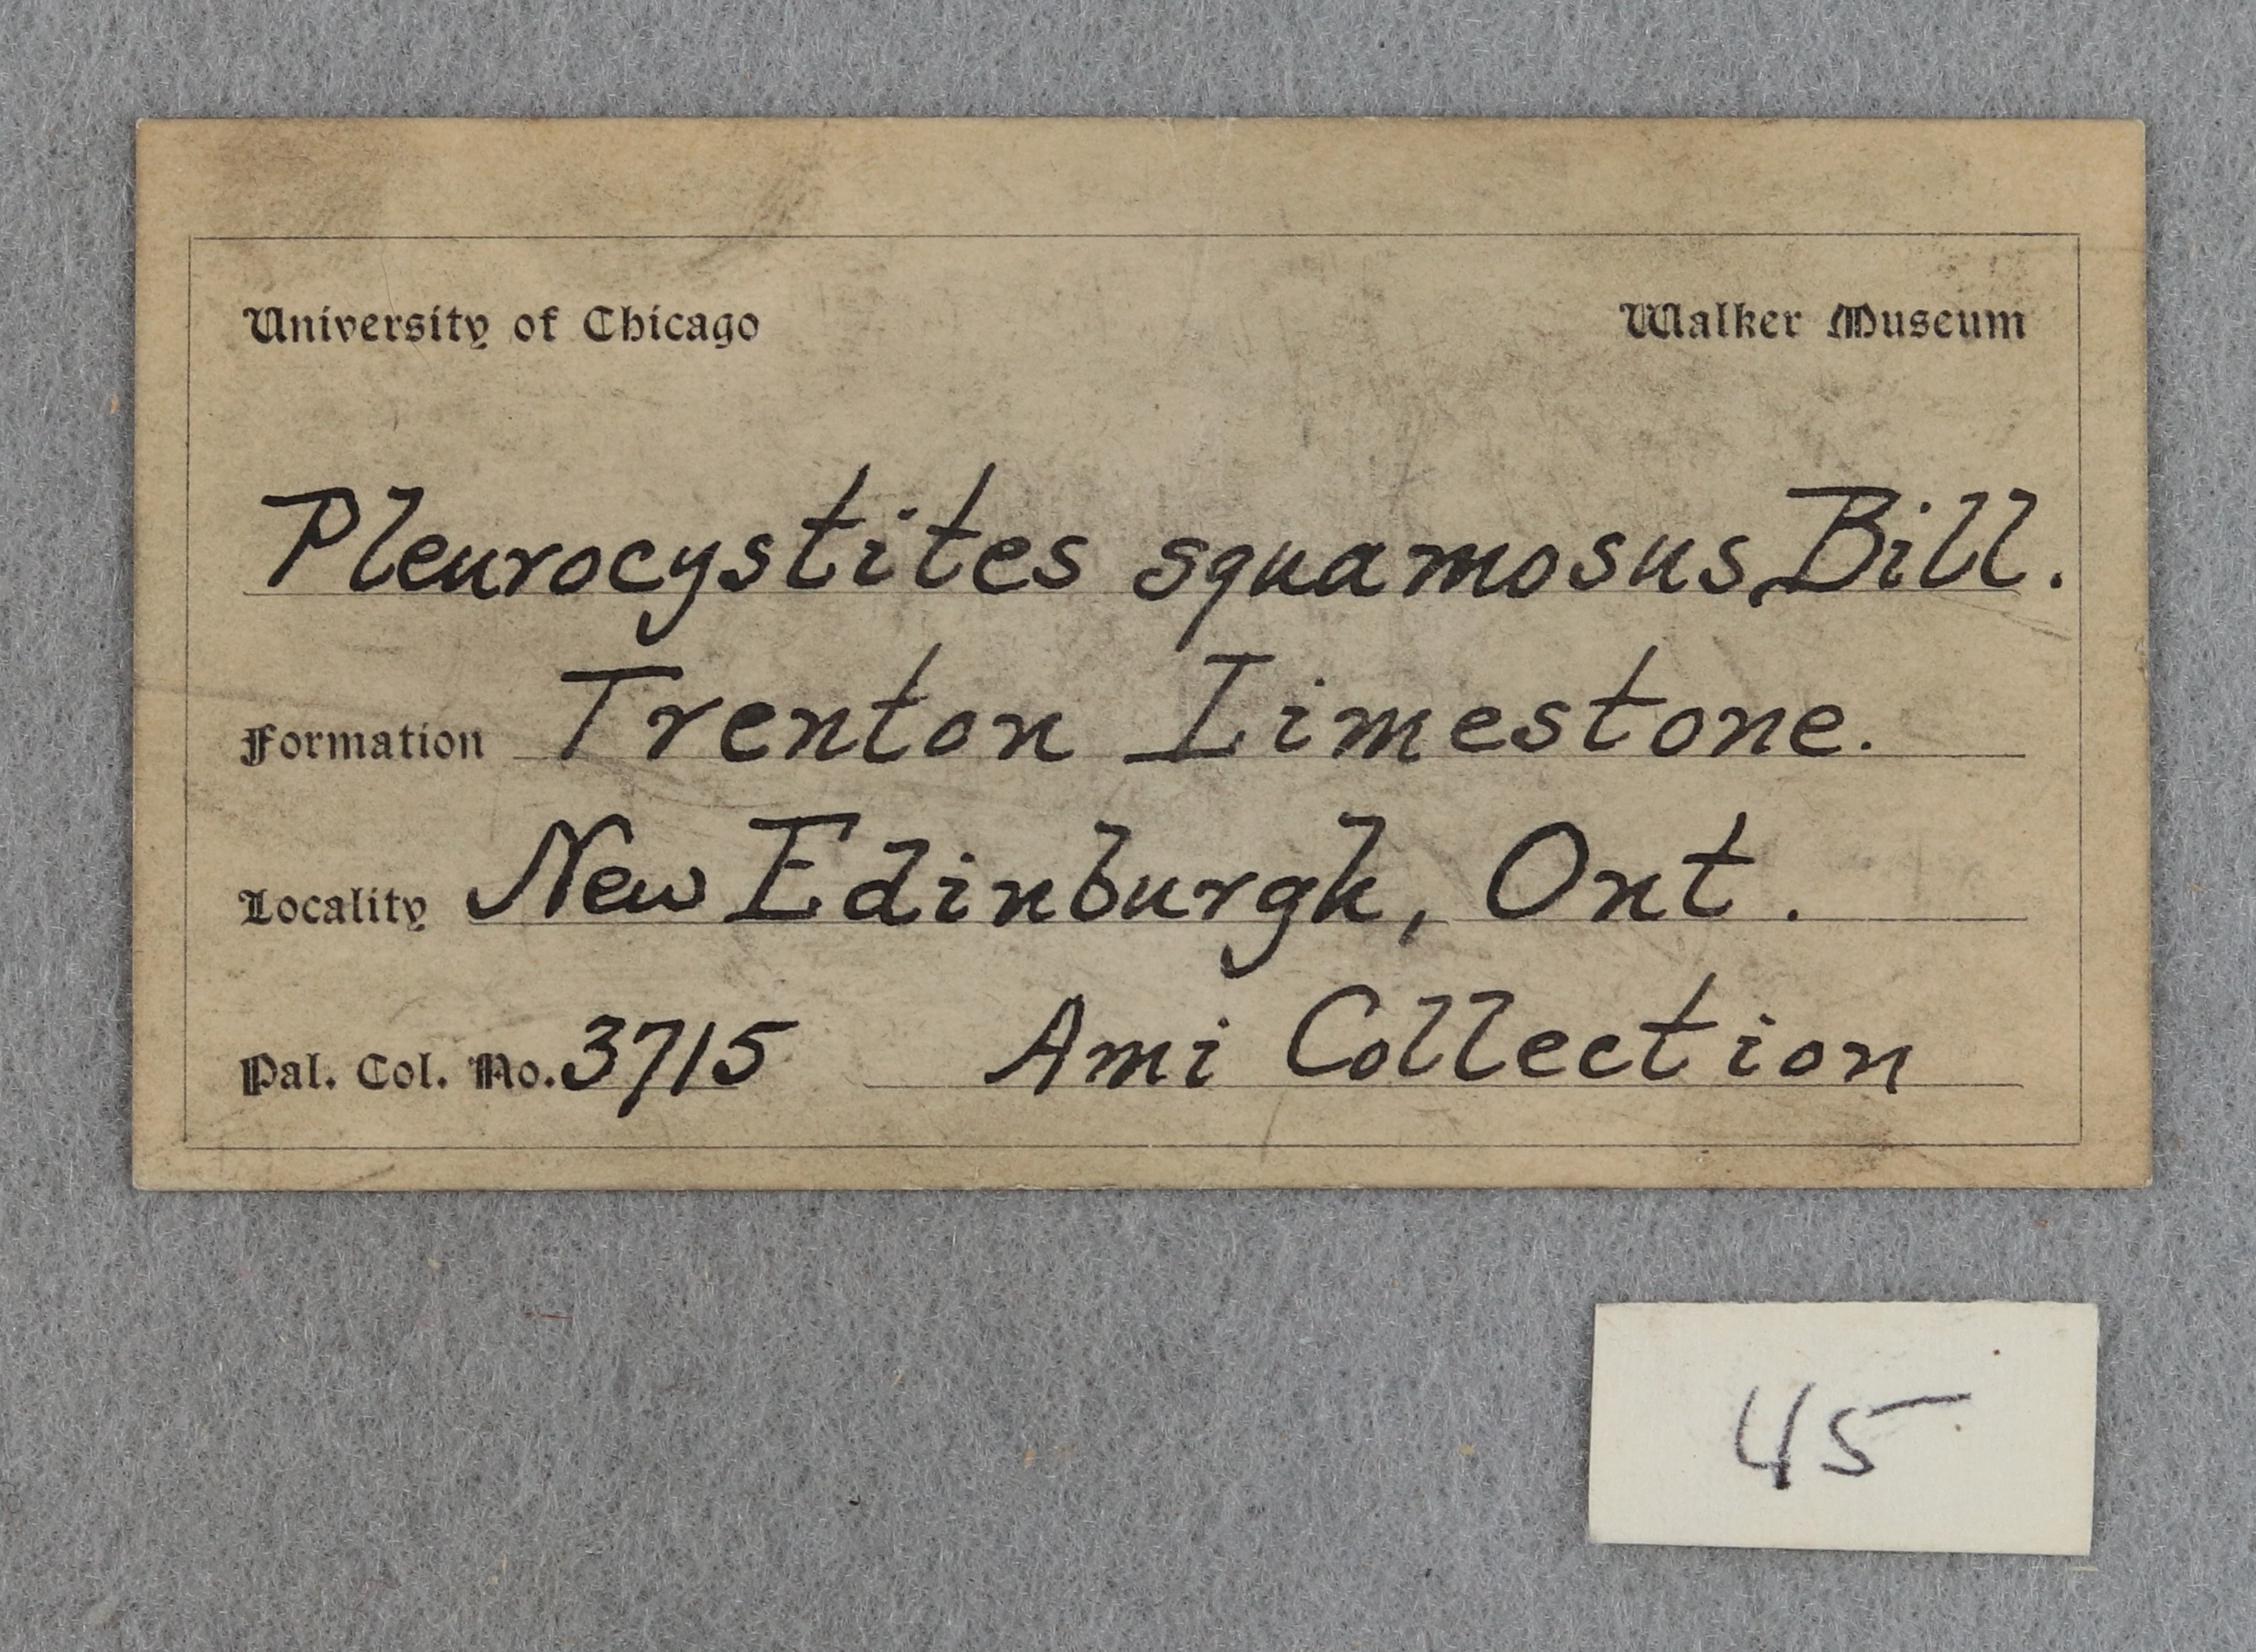 University of Chicago Walker Museum
Pleurocystites squamosus Bill.
Formation Trenton Limestone.
Locality New Edinburgh, Ont.
Pal. Col. No. 3715 Ami Collection
45